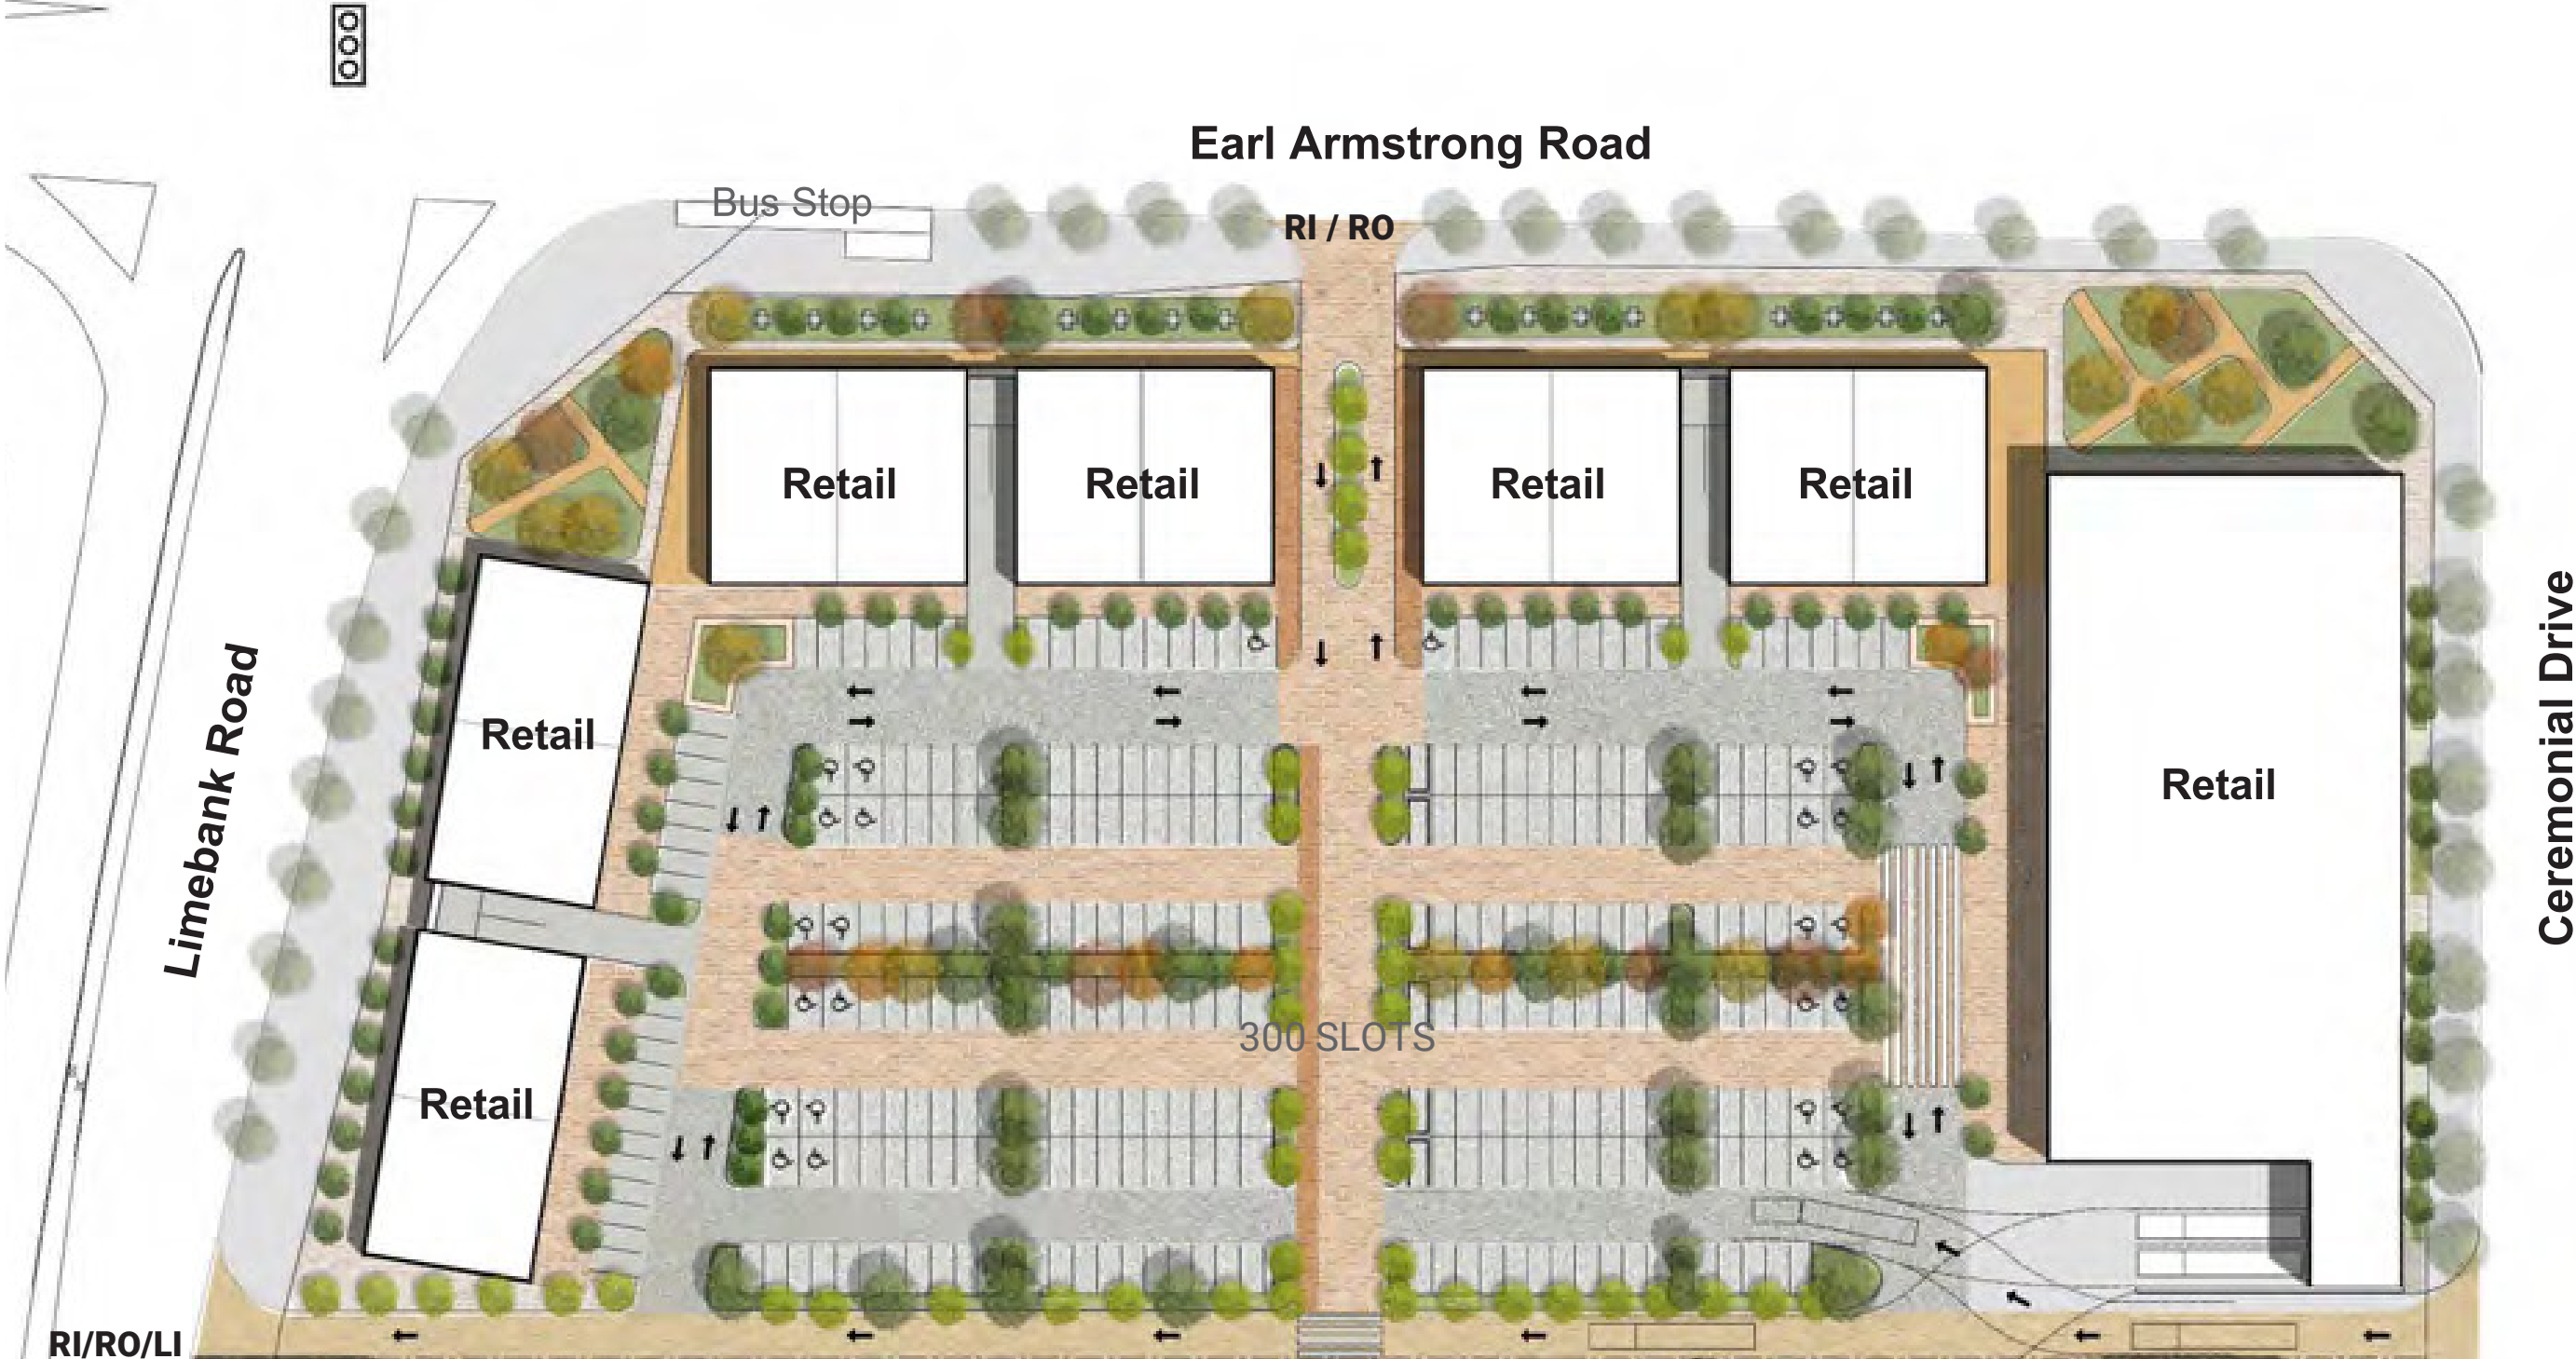 Earl Armstrong Road
Bus Stop
RI / RO
Retail
Retail
Retail
Retail
Retail
Retail
Retail
Limebank Road
Ceremonial Drive
300 SLOTS
RI/RO/LI